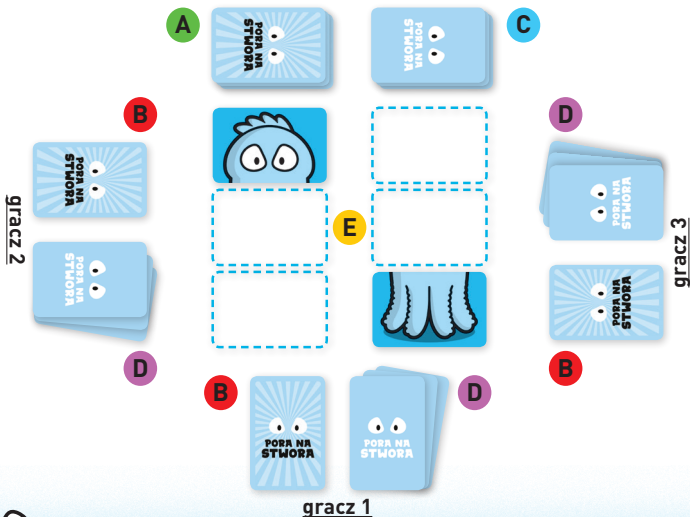 A
PORA NA
STWORA
PORA NA
STWORA
C
B
D
PORA NA
STWORA
PORA NA
STWORA
gracz 2
E
gracz 3
PORA NA
STWORA
PORA NA
STWORA
D
B
D
B
PORA NA
STWORA
PORA NA
STWORA
gracz 1